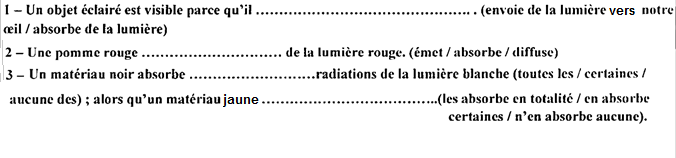 1 – Un objet éclairé est visible parce qu'il ................................................ . (envoie de la lumière vers notre
œil / absorbe de la lumière)
2 – Une pomme rouge .............................. de la lumière rouge. (émet / absorbe / diffuse)
3 – Un matériau noir absorbe ...........................radiations de la lumière blanche (toutes les / certaines /
aucune des) ; alors qu'un matériau jaune ......................................(les absorbe en totalité / en absorbe
certaines / n'en absorbe aucune).